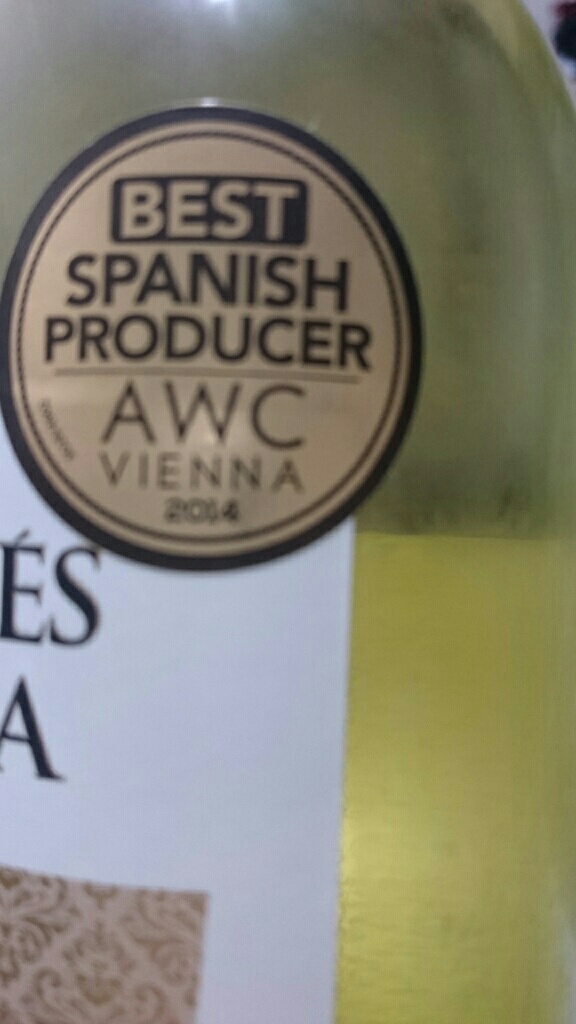 BEST
SPANISH
PRODUCER
AWC
VIENNA
2014
ÉS
A